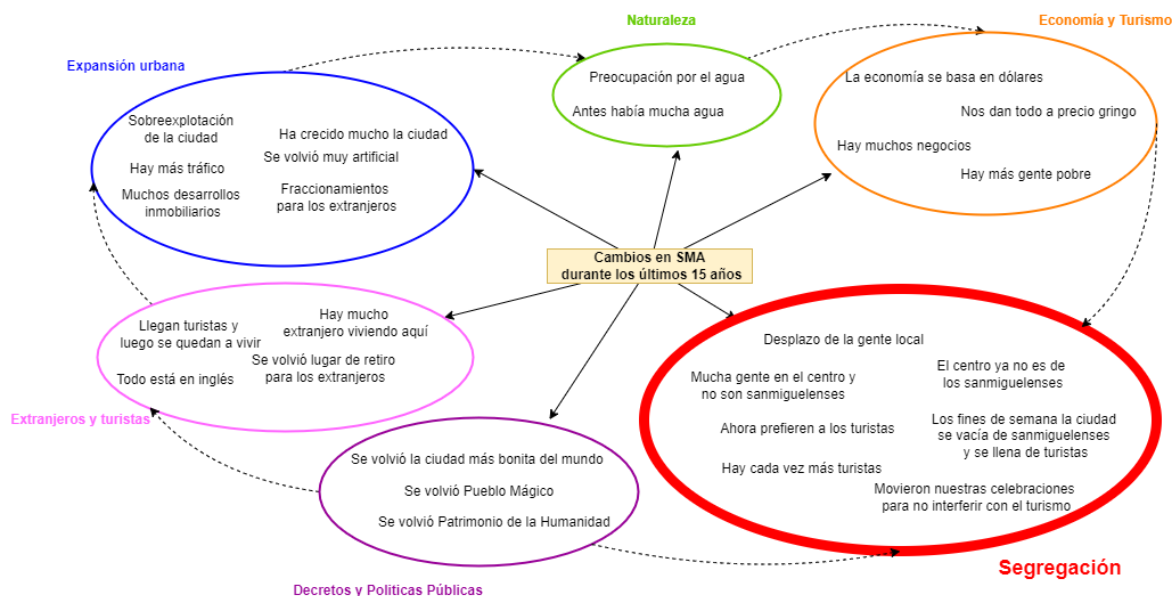 Naturaleza
Economía y Turismo
Expansión urbana
Preocupación por el agua
Antes había mucha agua
La economía se basa en dólares
Nos dan todo a precio gringo
Hay muchos negocios
Hay más gente pobre
Sobreexplotación
de la ciudad
Ha crecido mucho la ciudad
Se volvió muy artificial
Hay más tráfico
Muchos desarrollos
inmobiliarios
Fraccionamientos
para los extranjeros
Cambios en SMA
durante los últimos 15 años
Llegan turistas y
luego se quedan a vivir
Hay mucho
extranjero viviendo aquí
Se volvió lugar de retiro
para los extranjeros
Todo está en inglés
Extranjeros y turistas
Desplazo de la gente local
Mucha gente en el centro y
no son sanmiguelenses
El centro ya no es de
los sanmiguelenses
Ahora prefieren a los turistas
Los fines de semana la ciudad
se vacía de sanmiguelenses
y se llena de turistas
Hay cada vez más turistas
Movieron nuestras celebraciones
para no interferir con el turismo
Segregación
Se volvió la ciudad más bonita del mundo
Se volvió Pueblo Mágico
Se volvió Patrimonio de la Humanidad
Decretos y Politicas Públicas